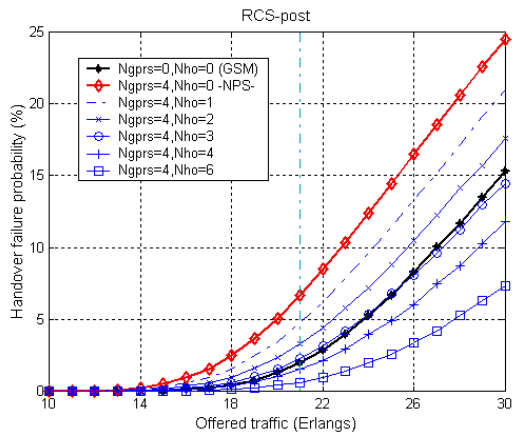 RCS-post
25
20
15
10
5
0
Handover failure probability (%)
Ngprs=0,Nho=0 (GSM)
Ngprs=4,Nho=0 -NPS-
Ngprs=4,Nho=1
Ngprs=4,Nho=2
Ngprs=4,Nho=3
Ngprs=4,Nho=4
Ngprs=4,Nho=6
10 14 18 22 26 30
Offered traffic (Erlangs)